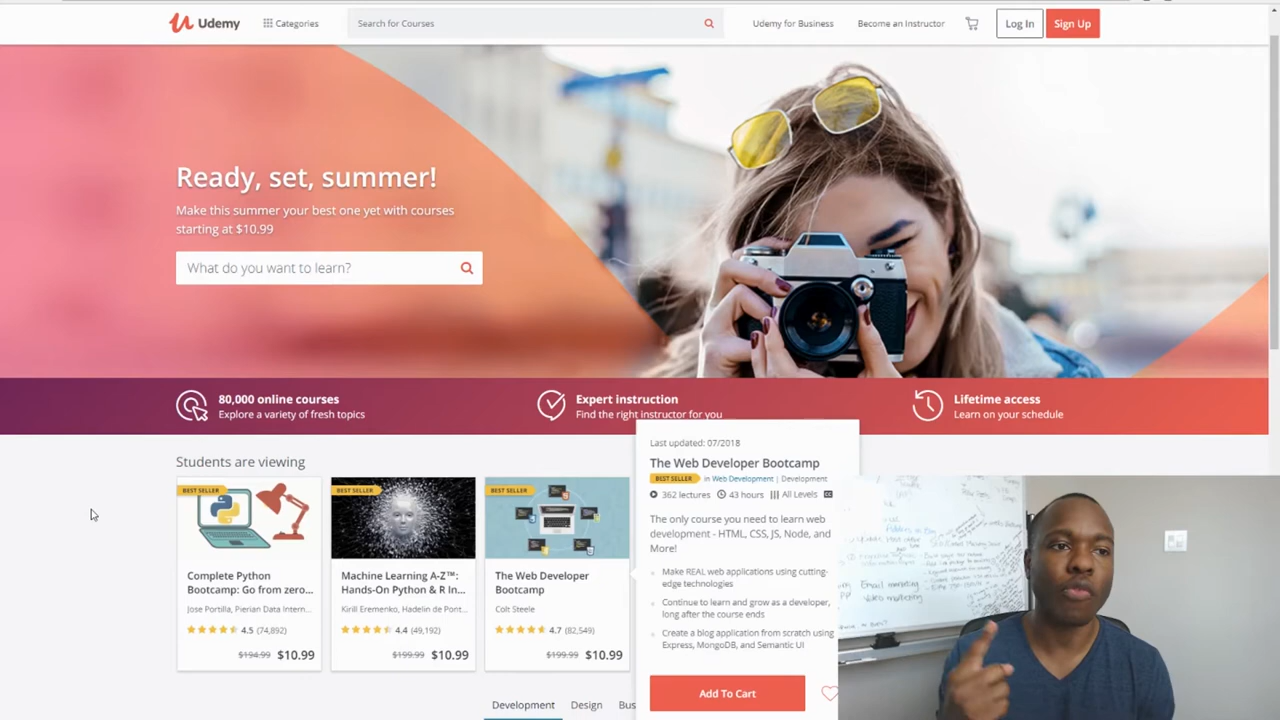 Udemy
Categories
Search for Courses
Udemy for Business
Become an Instructor
Log In
Sign Up
Ready, set, summer!
Make this summer your best one yet with courses
starting at $10.99
What do you want to learn?
80,000 online courses
Explore a variety of fresh topics
Expert instruction
Find the right instructor for you
Lifetime access
Learn on your schedule
Students are viewing
BEST SELLER
Complete Python
Bootcamp: Go from zero...
Jose Portilla, Pierian Data Intern...
4.5 (74,892)
$194.99 $10.99
BEST SELLER
Machine Learning A-Z™:
Hands-On Python & R In...
Kirill Eremenko, Hadelin de Pont...
4.4 (49,192)
$199.99 $10.99
BEST SELLER
The Web Developer
Bootcamp
Colt Steele
4.7 (82,549)
$199.99 $10.99
Last updated: 07/2018
The Web Developer Bootcamp
BEST SELLER in Web Development | Development
362 lectures 43 hours All Levels
The only course you need to learn web
development - HTML, CSS, JS, Node, and
More!
Make REAL web applications using cutting-
edge technologies
Continue to learn and grow as a developer,
long after the course ends
Create a blog application from scratch using
Express, MongoDB, and Semantic UI
Add To Cart
Development
Design
Bus
Email marketing
Video marketing